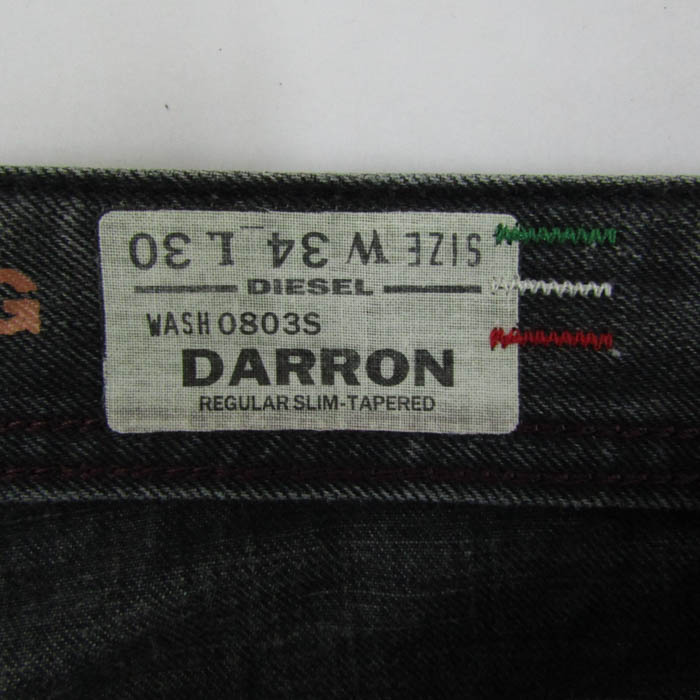 SIZE W 34 L 30
DIESEL
WASH 0803S
DARRON
REGULAR SLIM-TAPERED
G